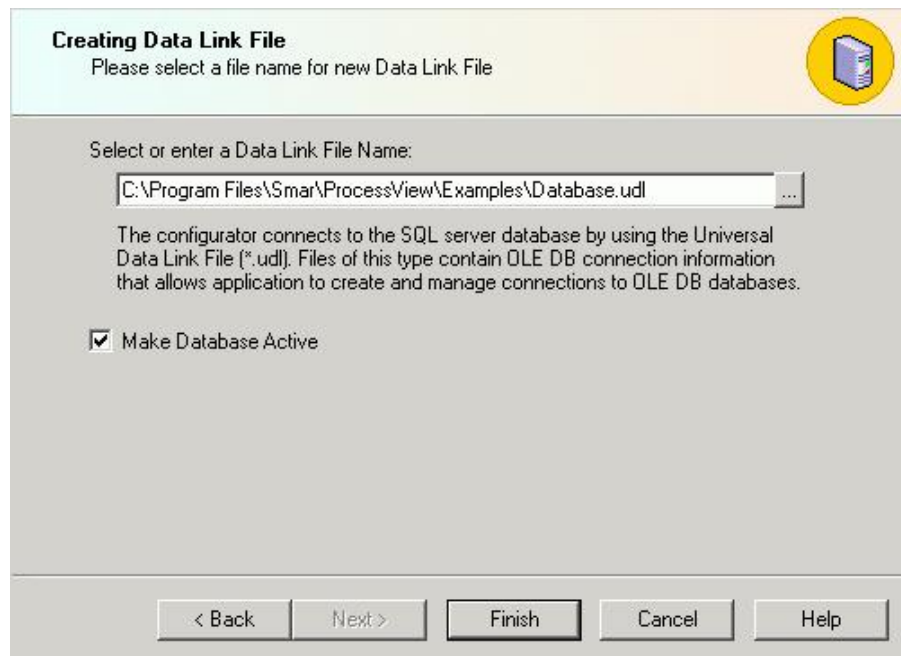 Creating Data Link File
Please select a file name for new Data Link File
Select or enter a Data Link File Name:
C:\Program Files\Smar\ProcessView\Examples\Database.udl
...
The configurator connects to the SQL server database by using the Universal
Data Link File (*.udl). Files of this type contain OLE DB connection information
that allows application to create and manage connections to OLE DB databases.
Make Database Active
< Back Next > Finish Cancel Help